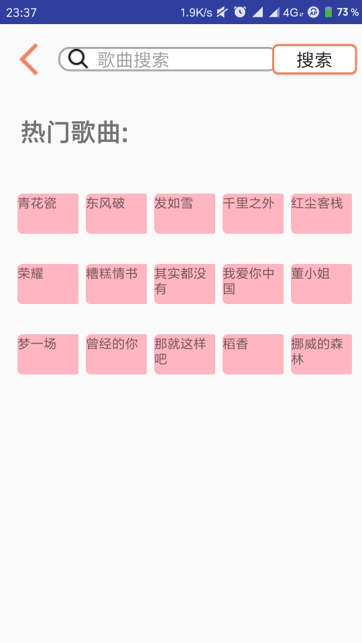 23:37 1.9K/s 4G 73%
歌曲搜索 搜索
热门歌曲:
青花瓷 东风破 发如雪 千里之外 红尘客栈
荣耀 糟糕情书 其实都没有 我爱你中国 董小姐
梦一场 曾经的你 那就这样吧 稻香 挪威的森林